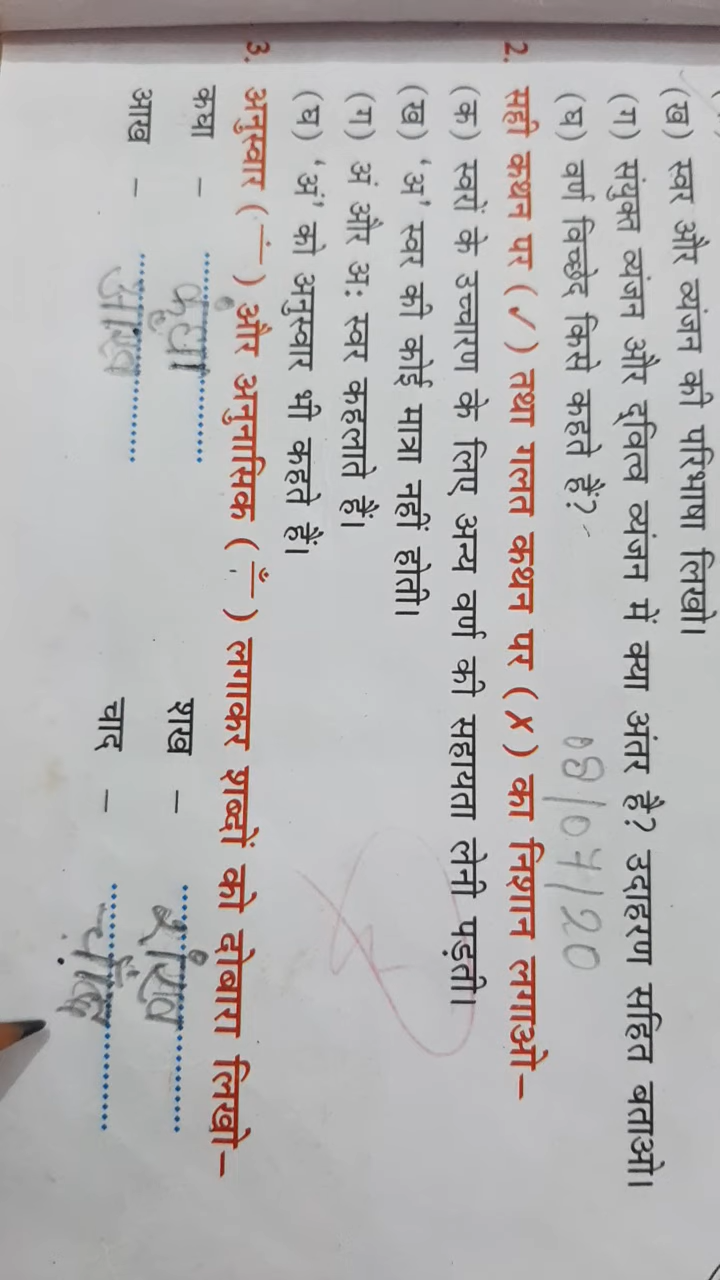 (ख) स्वर और व्यंजन की परिभाषा लिखो।
(ग) संयुक्त व्यंजन और द्वित्व व्यंजन में क्या अंतर है? उदाहरण सहित बताओ।
(घ) वर्ण विच्छेद किसे कहते हैं?
08/07/20
2. सही कथन पर (✓) तथा गलत कथन पर (✗) का निशान लगाओ–
(क) स्वरों के उच्चारण के लिए अन्य वर्ण की सहायता लेनी पड़ती।
(ख) 'अ' स्वर की कोई मात्रा नहीं होती।
(ग) अं और अः स्वर कहलाते हैं।
(घ) 'अं' को अनुस्वार भी कहते हैं।
3. अनुस्वार (ं) और अनुनासिक (ँ) लगाकर शब्दों को दोबारा लिखो–
कधा – कंधा शख – शंख
आख – आँख चाद – चाँद